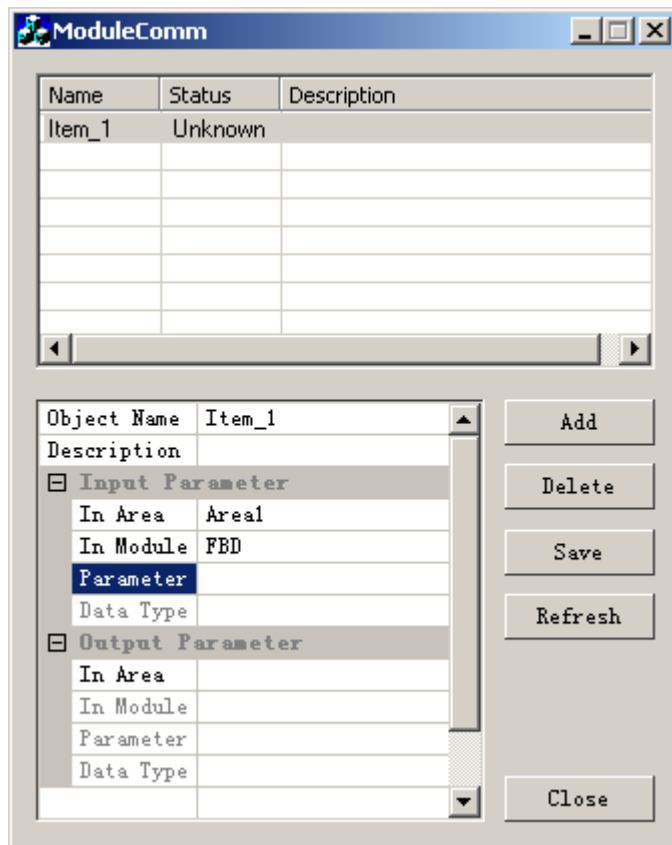 ModuleComm
Name Status Description
Item_1 Unknown
Object Name Item_1
Description
Input Parameter
In Area Area1
In Module FBD
Parameter
Data Type
Output Parameter
In Area
In Module
Parameter
Data Type
Add
Delete
Save
Refresh
Close